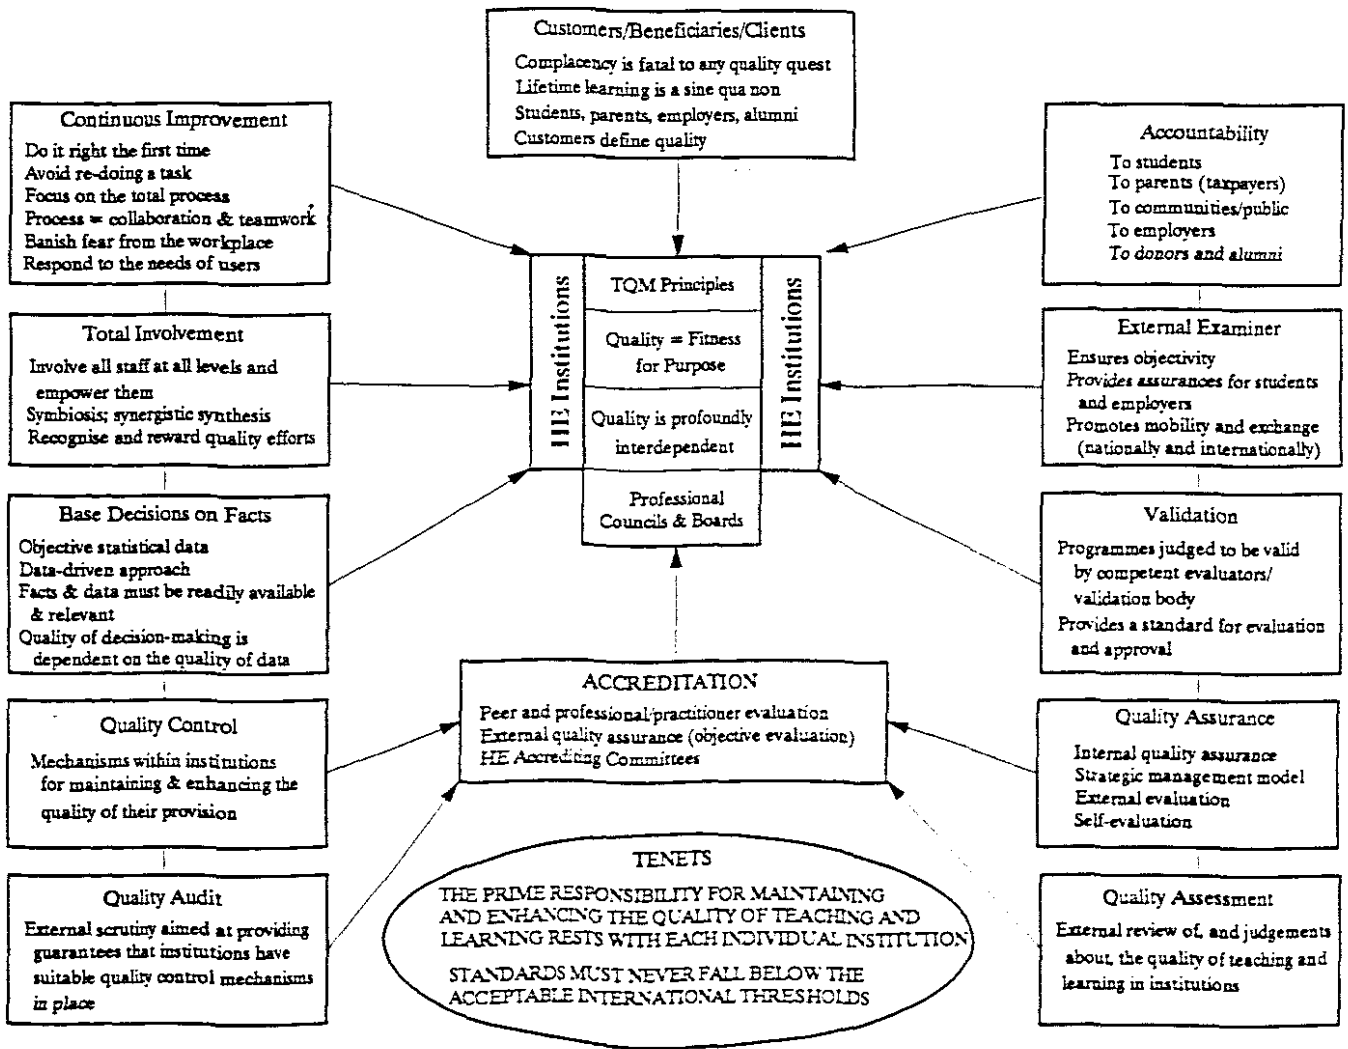 Customers/Beneficiaries/Clients
Complacency is fatal to any quality quest
Lifetime learning is a sine qua non
Students, parents, employers, alumni
Customers define quality
Continuous Improvement
Do it right the first time
Avoid re-doing a task
Focus on the total process
Process = collaboration & teamwork
Banish fear from the workplace
Respond to the needs of users
Total Involvement
Involve all staff at all levels and
empower them
Symbiosis; synergistic synthesis
Recognise and reward quality efforts
Base Decisions on Facts
Objective statistical data
Data-driven approach
Facts & data must be readily available
& relevant
Quality of decision-making is
dependent on the quality of data
Quality Control
Mechanisms within institutions
for maintaining & enhancing the
quality of their provision
Quality Audit
External scrutiny aimed at providing
guarantees that institutions have
suitable quality control mechanisms
in place
HE Institutions
TQM Principles
Quality = Fitness
for Purpose
Quality is profoundly
interdependent
Professional
Councils & Boards
HE Institutions
ACCREDITATION
Peer and professional/practitioner evaluation
External quality assurance (objective evaluation)
HE Accrediting Committees
TENETS
THE PRIME RESPONSIBILITY FOR MAINTAINING
AND ENHANCING THE QUALITY OF TEACHING AND
LEARNING RESTS WITH EACH INDIVIDUAL INSTITUTION
STANDARDS MUST NEVER FALL BELOW THE
ACCEPTABLE INTERNATIONAL THRESHOLDS
Accountability
To students
To parents (taxpayers)
To communities/public
To employers
To donors and alumni
External Examiner
Ensures objectivity
Provides assurances for students
and employers
Promotes mobility and exchange
(nationally and internationally)
Validation
Programmes judged to be valid
by competent evaluators/
validation body
Provides a standard for evaluation
and approval
Quality Assurance
Internal quality assurance
Strategic management model
External evaluation
Self-evaluation
Quality Assessment
External review of, and judgements
about, the quality of teaching and
learning in institutions